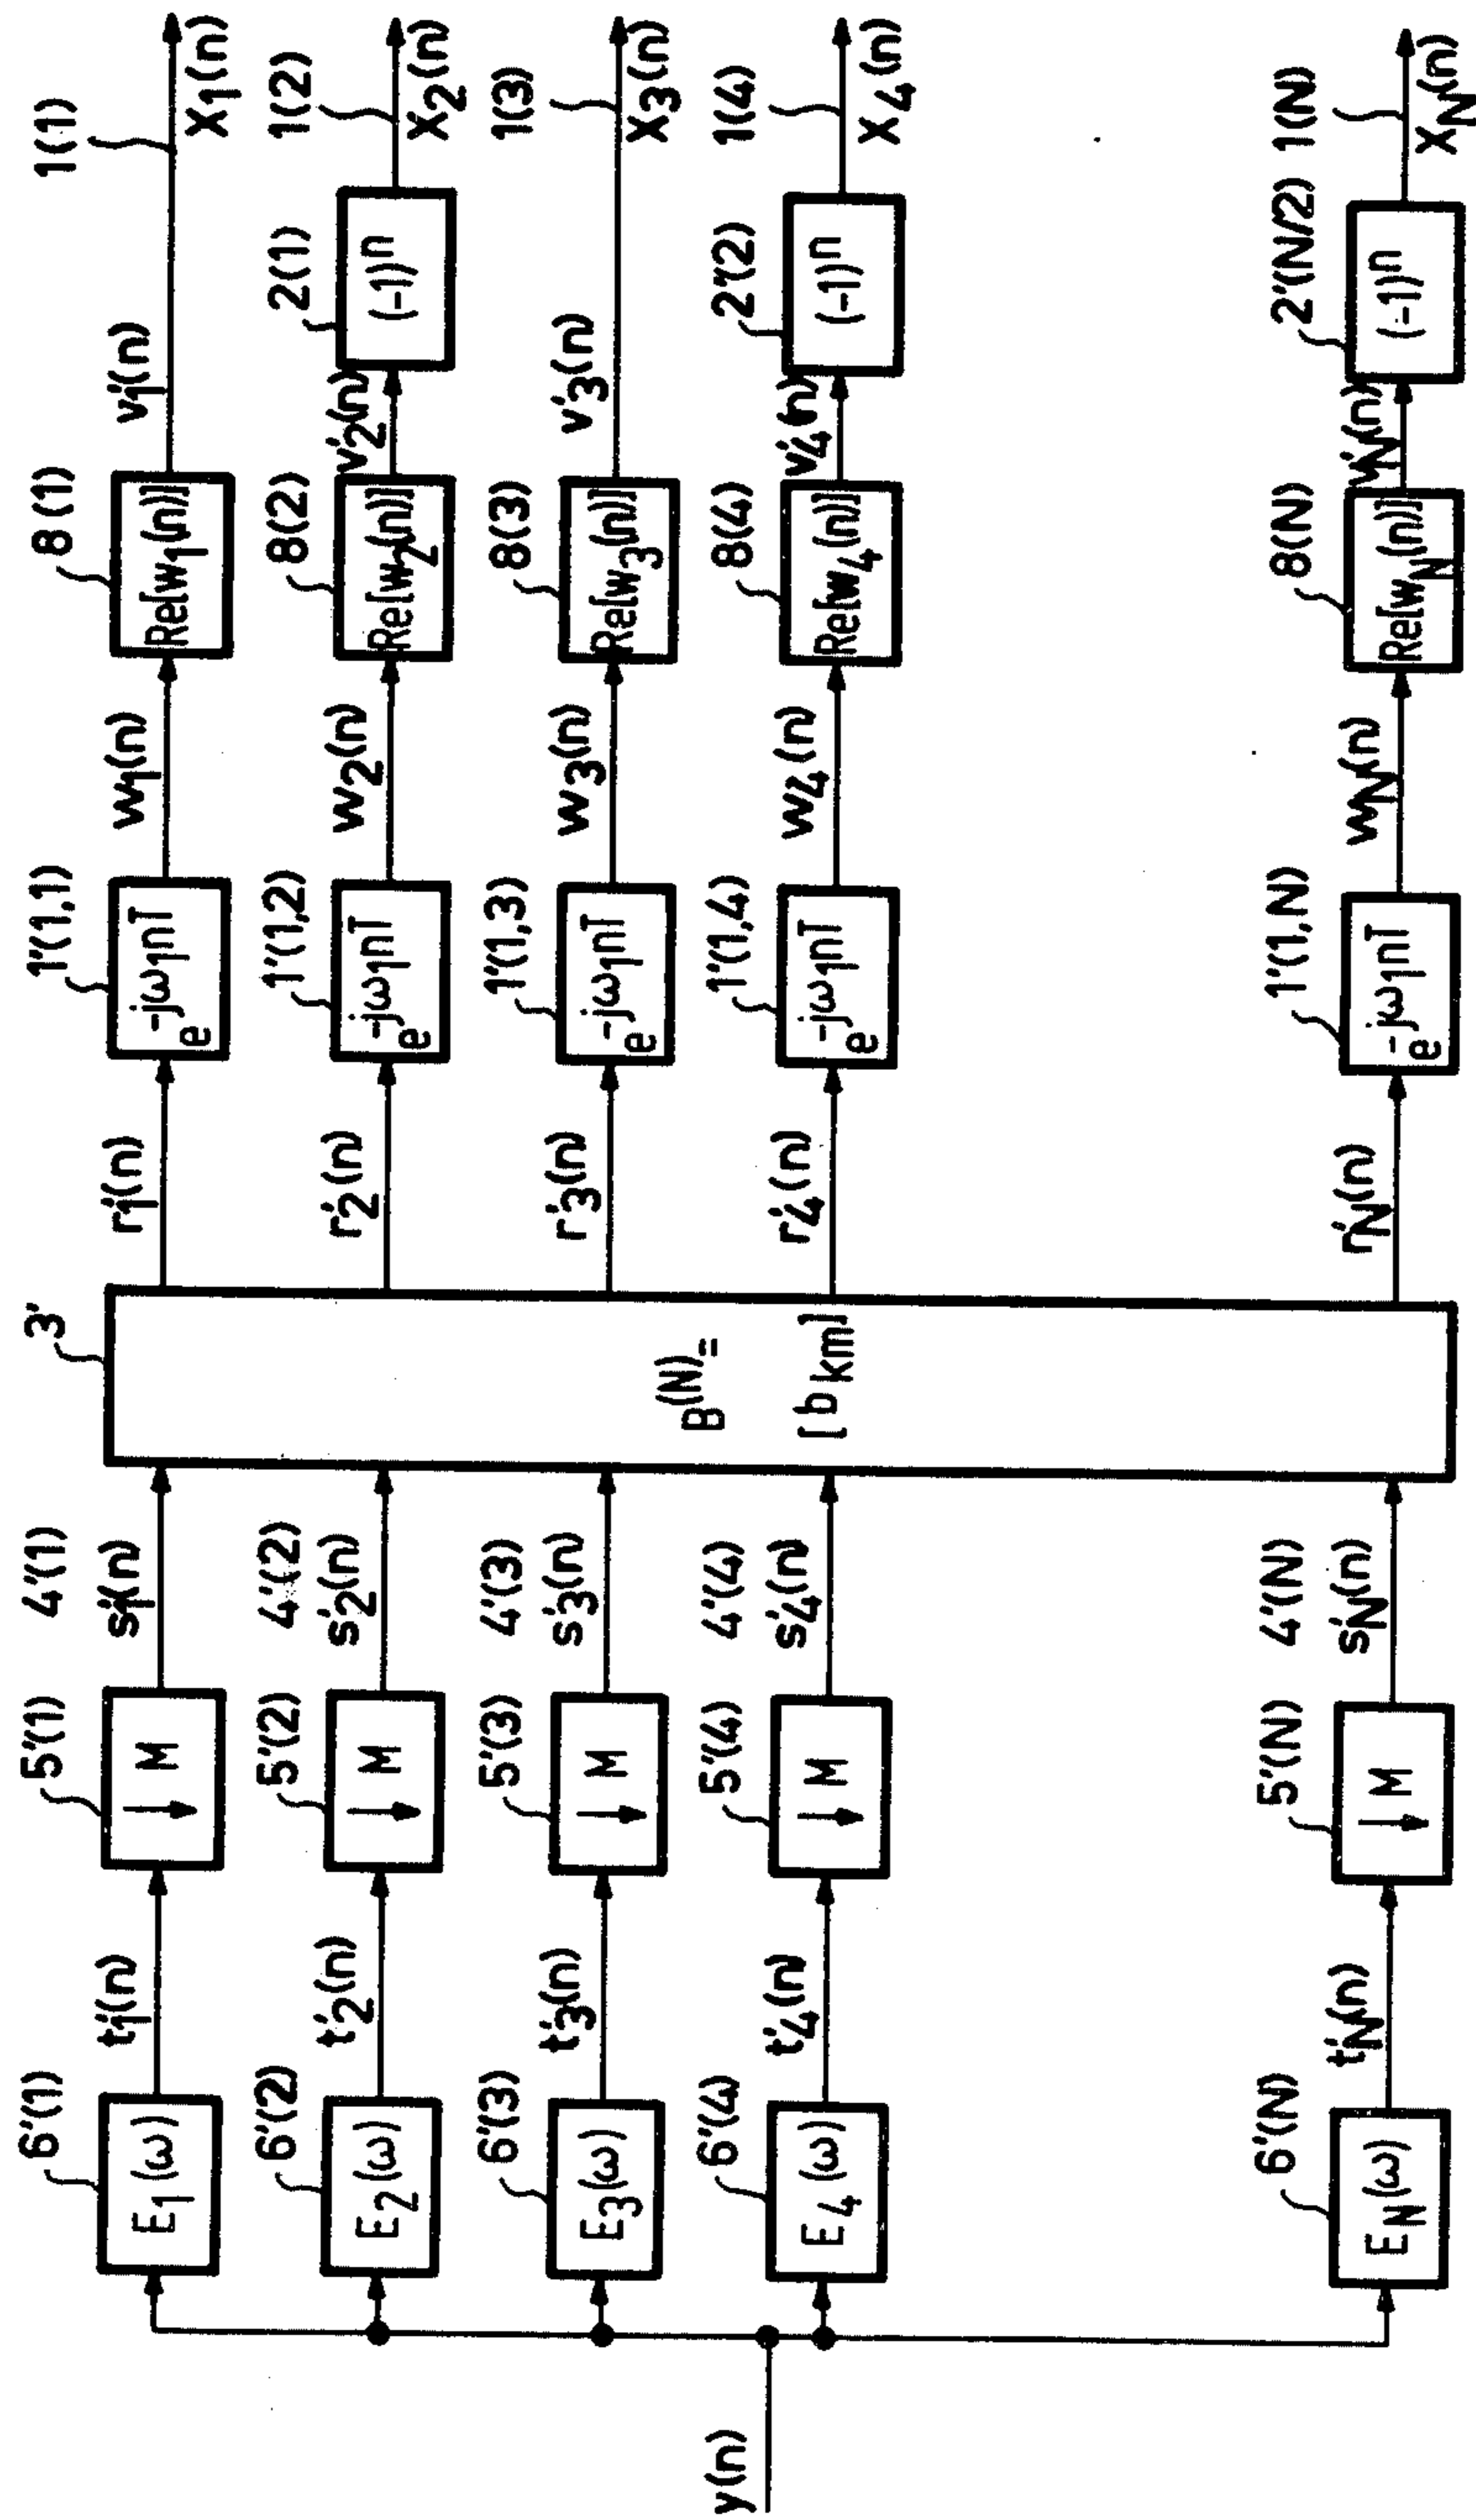 y(n)
6'(1)
E1(ω)
t'1(n)
5'(1)
↓ M
4'(1)
s'1(n)
3'
B(N)=
[bkm]
r'1(n)
1''(1,1)
e-jω1nT
w1(n)
8(1)
Re[w1(n)]
v'1(n)
1(1)
x1(n)
6'(2)
E2(ω)
t'2(n)
5'(2)
↓ M
4'(2)
s'2(n)
r'2(n)
1''(1,2)
e-jω1nT
w2(n)
8(2)
Re[w2(n)]
v'2(n)
2(1)
(-1)n
1(2)
x2(n)
6'(3)
E3(ω)
t'3(n)
5'(3)
↓ M
4'(3)
s'3(n)
r'3(n)
1''(1,3)
e-jω1nT
w3(n)
8(3)
Re[w3(n)]
v'3(n)
1(3)
x3(n)
6'(4)
E4(ω)
t'4(n)
5'(4)
↓ M
4'(4)
s'4(n)
r'4(n)
1''(1,4)
e-jω1nT
w4(n)
8(4)
Re[w4(n)]
v'4(n)
2'(2)
(-1)n
1(4)
x4(n)
6'(N)
EN(ω)
t'N(n)
5'(N)
↓ M
4'(N)
s'N(n)
r'N(n)
1''(1,N)
e-jω1nT
wN(n)
8(N)
Re[wN(n)]
v'N(n)
2'(N/2)
(-1)n
1(N)
xN(n)